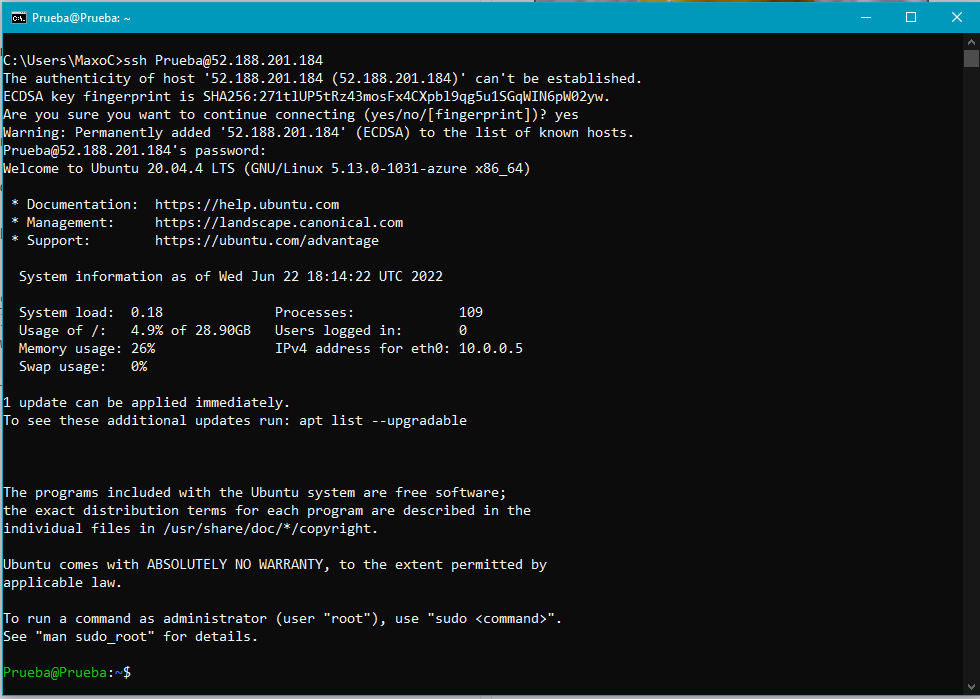 Prueba@Prueba: ~
C:\Users\MaxoC>ssh Prueba@52.188.201.184
The authenticity of host '52.188.201.184 (52.188.201.184)' can't be established.
ECDSA key fingerprint is SHA256:271tlUP5tRz43mosFx4CXpbl9qg5u1SGqWIN6pW02yw.
Are you sure you want to continue connecting (yes/no/[fingerprint])? yes
Warning: Permanently added '52.188.201.184' (ECDSA) to the list of known hosts.
Prueba@52.188.201.184's password:
Welcome to Ubuntu 20.04.4 LTS (GNU/Linux 5.13.0-1031-azure x86_64)
* Documentation:  https://help.ubuntu.com
* Management:     https://landscape.canonical.com
* Support:        https://ubuntu.com/advantage
System information as of Wed Jun 22 18:14:22 UTC 2022
System load:  0.18              Processes:             109
Usage of /:   4.9% of 28.90GB   Users logged in:       0
Memory usage: 26%               IPv4 address for eth0: 10.0.0.5
Swap usage:   0%
1 update can be applied immediately.
To see these additional updates run: apt list --upgradable
The programs included with the Ubuntu system are free software;
the exact distribution terms for each program are described in the
individual files in /usr/share/doc/*/copyright.
Ubuntu comes with ABSOLUTELY NO WARRANTY, to the extent permitted by
applicable law.
To run a command as administrator (user "root"), use "sudo <command>".
See "man sudo_root" for details.
Prueba@Prueba:~$